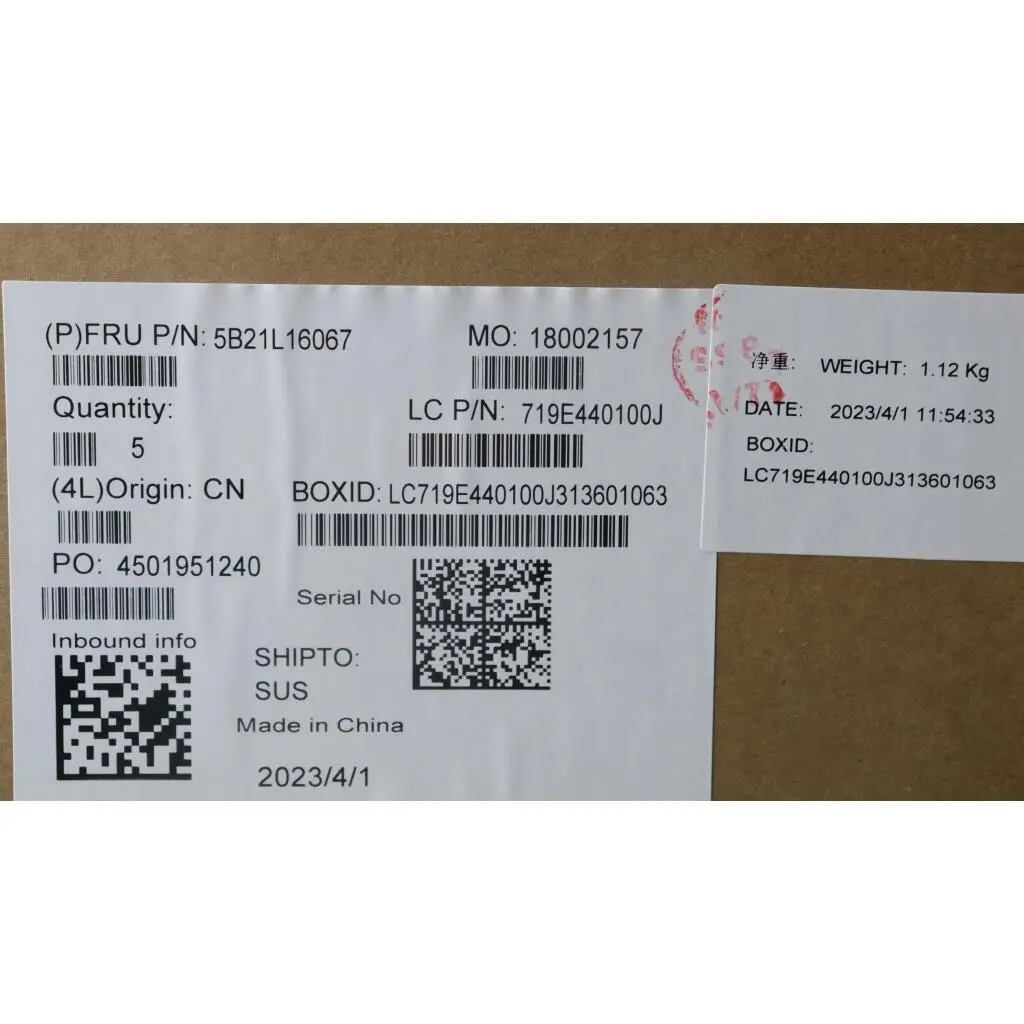 (P)FRU P/N: 5B21L16067
MO: 18002157
Quantity:
5
LC P/N: 719E440100J
(4L)Origin: CN
BOXID: LC719E440100J313601063
PO: 4501951240
Serial No
Inbound info
SHIPTO:
SUS
Made in China
2023/4/1
净重: WEIGHT: 1.12 Kg
DATE: 2023/4/1 11:54:33
BOXID:
LC719E440100J313601063